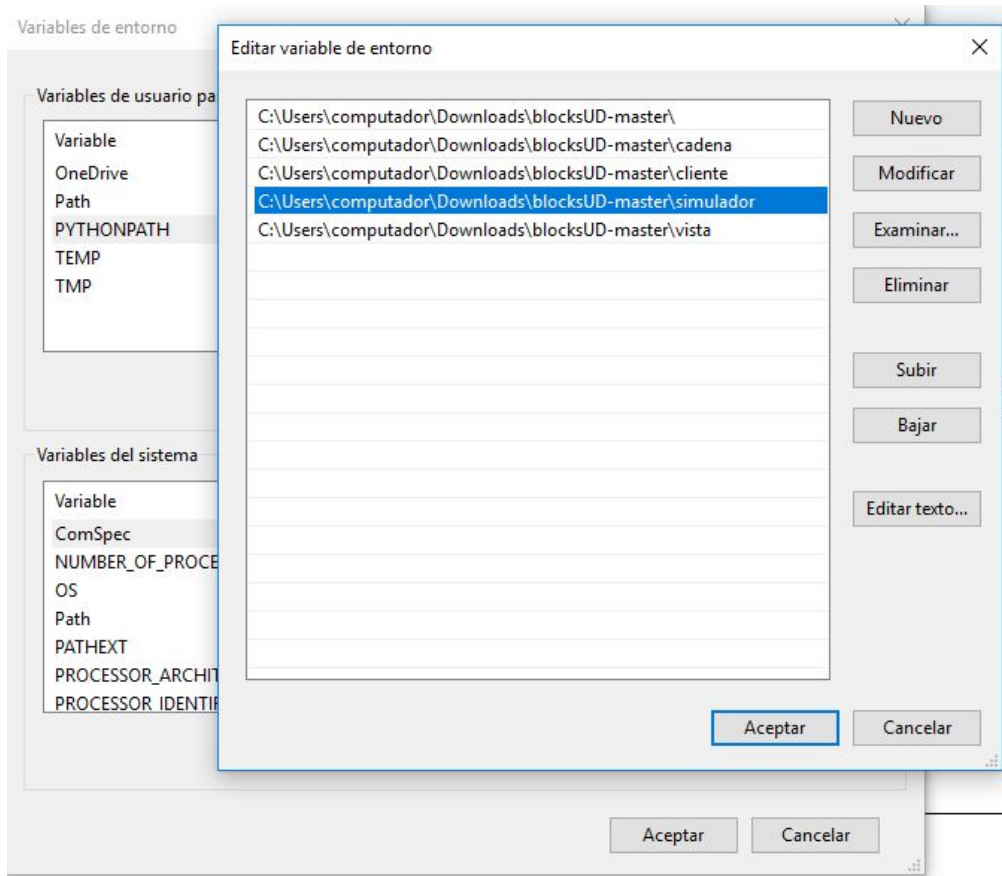 Variables de entorno
Editar variable de entorno
Variables de usuario pa
Variable
OneDrive
Path
PYTHONPATH
TEMP
TMP
C:\Users\computador\Downloads\blocksUD-master\
C:\Users\computador\Downloads\blocksUD-master\cadena
C:\Users\computador\Downloads\blocksUD-master\cliente
C:\Users\computador\Downloads\blocksUD-master\simulador
C:\Users\computador\Downloads\blocksUD-master\vista
Nuevo
Modificar
Examinar...
Eliminar
Subir
Bajar
Editar texto...
Variables del sistema
Variable
ComSpec
NUMBER_OF_PROCE
OS
Path
PATHEXT
PROCESSOR_ARCHIT
PROCESSOR IDENTIF
Aceptar
Cancelar
Aceptar
Cancelar